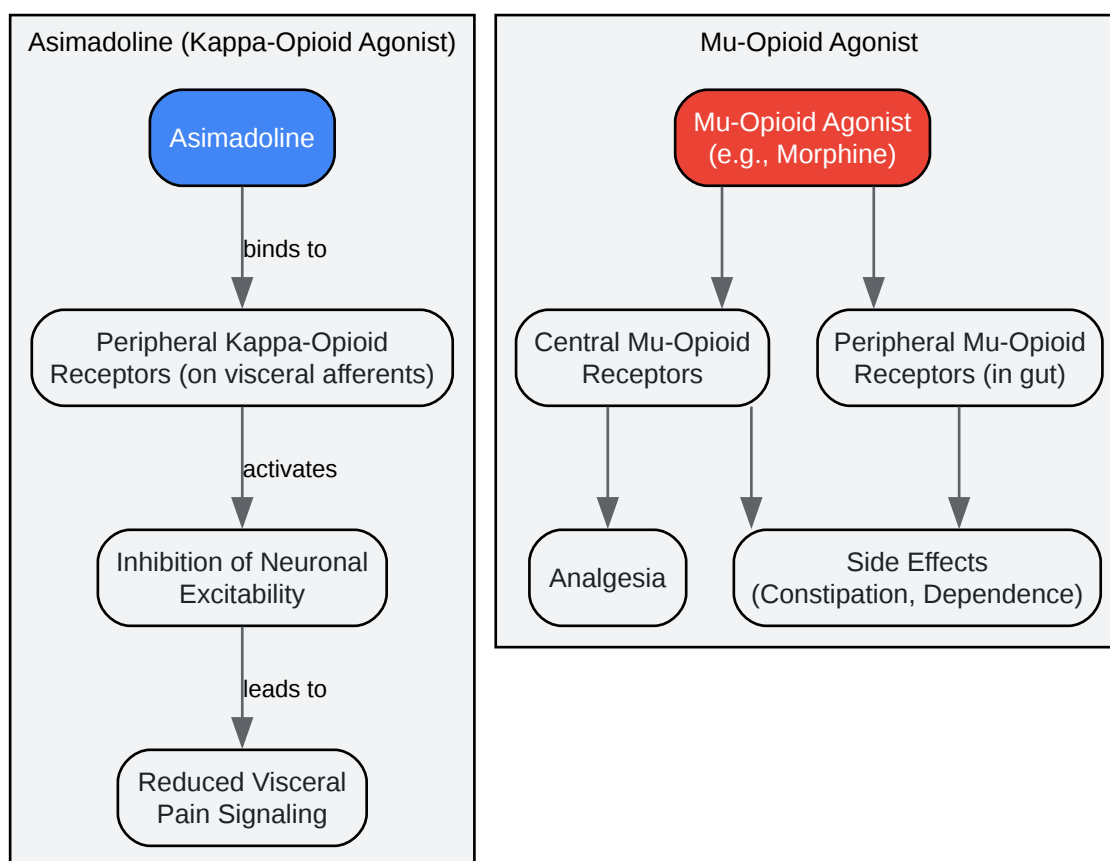 Asimadoline (Kappa-Opioid Agonist)
Asimadoline
binds to
Peripheral Kappa-Opioid
Receptors (on visceral afferents)
activates
Inhibition of Neuronal
Excitability
leads to
Reduced Visceral
Pain Signaling
Mu-Opioid Agonist
Mu-Opioid Agonist
(e.g., Morphine)
Central Mu-Opioid
Receptors
Peripheral Mu-Opioid
Receptors (in gut)
Analgesia
Side Effects
(Constipation, Dependence)